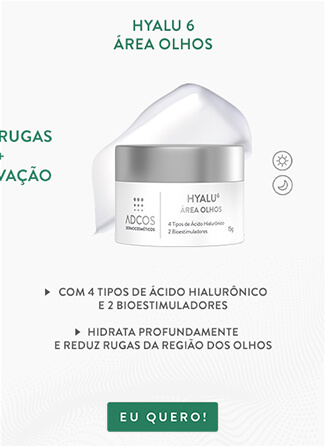 HYALU 6
ÁREA OLHOS
RUGAS
+
VAÇÃO
HYALU⁶
ÁREA OLHOS
ADCOS
DERMOCOSMÉTICOS
4 Tipos de Ácido Hialurônico
2 Bioestimuladores
15g
COM 4 TIPOS DE ÁCIDO HIALURÔNICO
E 2 BIOESTIMULADORES
HIDRATA PROFUNDAMENTE
E REDUZ RUGAS DA REGIÃO DOS OLHOS
EU QUERO!